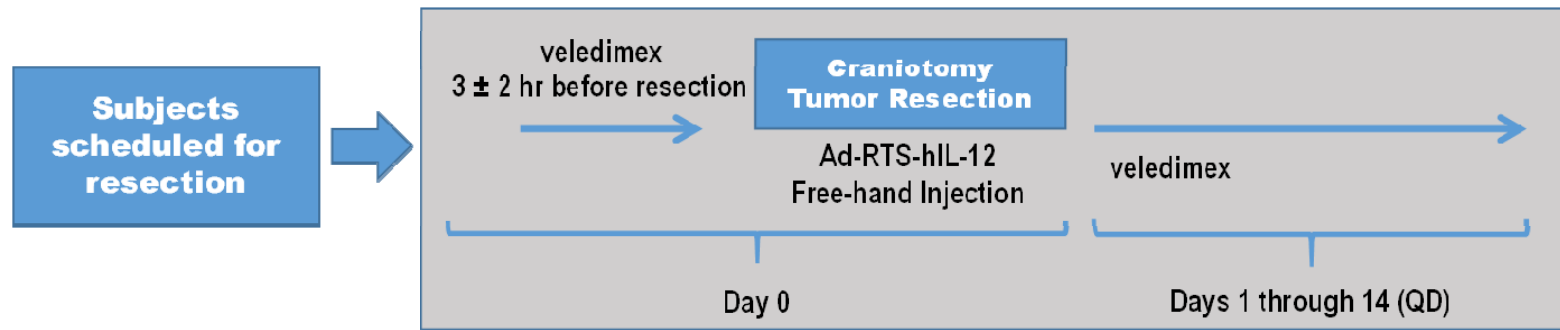 Subjects
scheduled for
resection
veledimex
3 ± 2 hr before resection
Craniotomy
Tumor Resection
Ad-RTS-hIL-12
Free-hand Injection
veledimex
Day 0
Days 1 through 14 (QD)